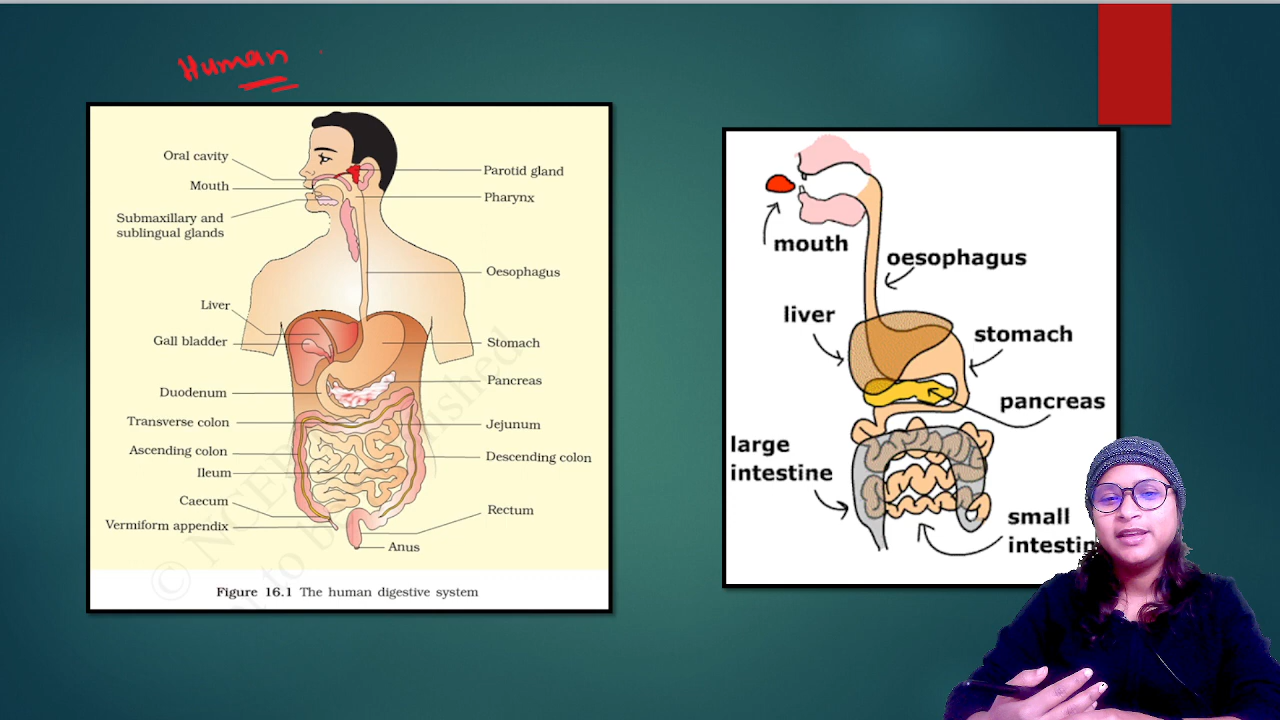 Human
Oral cavity
Mouth
Submaxillary and
sublingual glands
Liver
Gall bladder
Duodenum
Transverse colon
Ascending colon
Ileum
Caecum
Vermiform appendix
Parotid gland
Pharynx
Oesophagus
Stomach
Pancreas
Jejunum
Descending colon
Rectum
Anus
Figure 16.1 The human digestive system
mouth
oesophagus
liver
stomach
pancreas
large
intestine
small
intestin